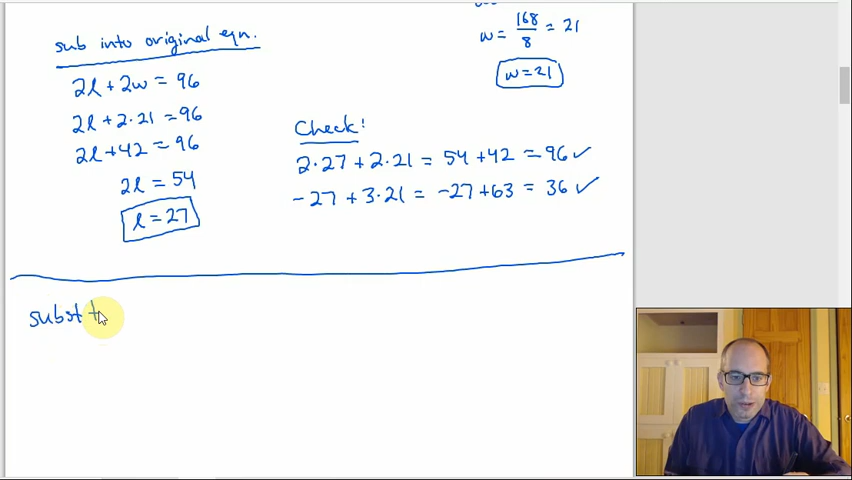 sub into original eqn.
2l + 2w = 96
2l + 2·21 = 96
2l + 42 = 96
2l = 54
l = 27
w = 168/8 = 21
w = 21
Check!
2·27 + 2·21 = 54 + 42 = 96 ✓
-27 + 3·21 = -27 + 63 = 36 ✓
subst t